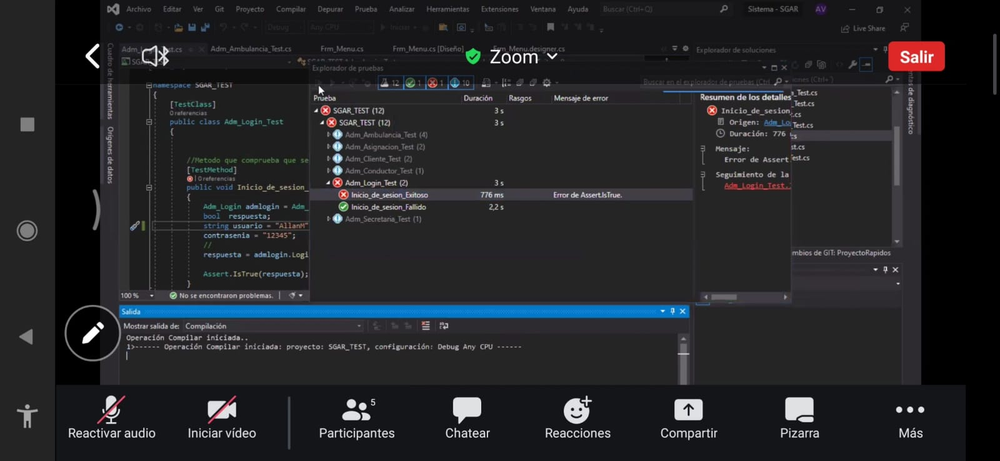 Archivo Editar Ver Git Proyecto Compilar Depurar Prueba Analizar Herramientas Extensiones Ventana Ayuda Buscar (Ctrl+Q) Sistema - SGAR AV
Debug Any CPU Iniciar Live Share
Adm_Ambulancia_Test.cs Frm_Menu.cs Frm_Menu.cs [Diseño] Frm_Menu.designer.cs Explorador de soluciones
Zoom
Salir
Cuadro de herramientas
Orígenes de datos
namespace SGAR_TEST
{
[TestClass]
0 referencias
public class Adm_Login_Test
{
//Metodo que comprueba que se
[TestMethod]
0 referencias
public void Inicio_de_sesion_
{
Adm_Login admlogin = Adm_
bool respuesta;
string usuario = "AllanM"
contrasenia = "12345";
//
respuesta = admlogin.Logi
Assert.IsTrue(respuesta);
}
100 % No se encontraron problemas.
Explorador de pruebas
12 1 1 10 Buscar en el explorador de pruebas (Ctrl
Prueba Duración Rasgos Mensaje de error
SGAR_TEST (12) 3 s
SGAR_TEST (12) 3 s
Adm_Ambulancia_Test (4)
Adm_Asignacion_Test (2)
Adm_Cliente_Test (2)
Adm_Conductor_Test (1)
Adm_Login_Test (2) 3 s
Inicio_de_sesion_Exitoso 776 ms Error de Assert.IsTrue.
Inicio_de_sesion_Fallido 2,2 s
Adm_Secretaria_Test (1)
Resumen de los detalles
Inicio_de_sesion
Origen: Adm_Lo
Duración: 776
Mensaje:
Error de Assert
Seguimiento de la
Adm_Login_Test.
iones (Ctrl+')
a_Test.cs
Test.cs
.cs
Test.cs
cs
st.cs
est.cs
ntas de diagnóstico
mbios de GIT: ProyectoRapidos
Salida
Mostrar salida de: Compilación
Operación Compilar iniciada..
1>------ Operación Compilar iniciada: proyecto: SGAR_TEST, configuración: Debug Any CPU ------
5
Reactivar audio Iniciar vídeo Participantes Chatear Reacciones Compartir Pizarra Más